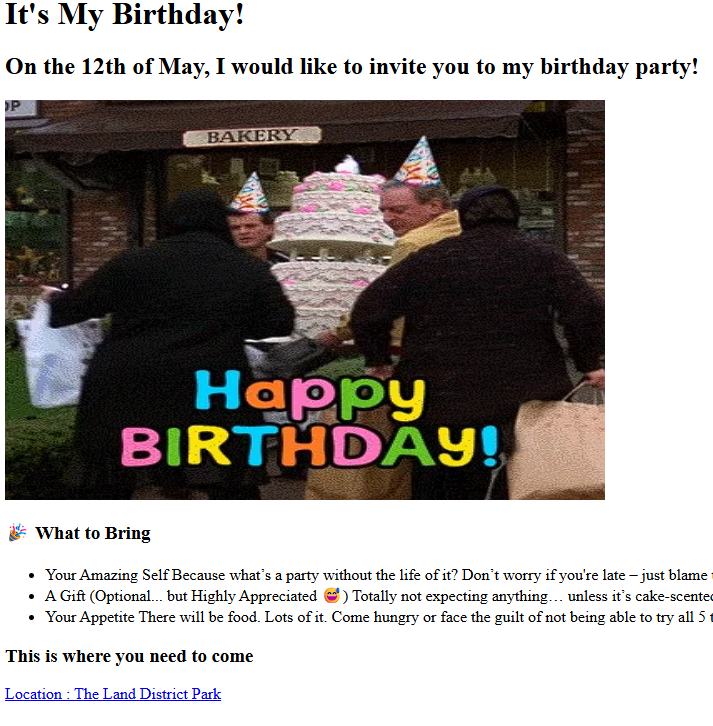 It's My Birthday!
On the 12th of May, I would like to invite you to my birthday party!
OP
BAKERY
Happy
BIRTHDAY!
🎉 What to Bring
• Your Amazing Self Because what’s a party without the life of it? Don’t worry if you're late – just blame
• A Gift (Optional... but Highly Appreciated 😅 ) Totally not expecting anything… unless it’s cake-scente
• Your Appetite There will be food. Lots of it. Come hungry or face the guilt of not being able to try all 5
This is where you need to come
Location : The Land District Park